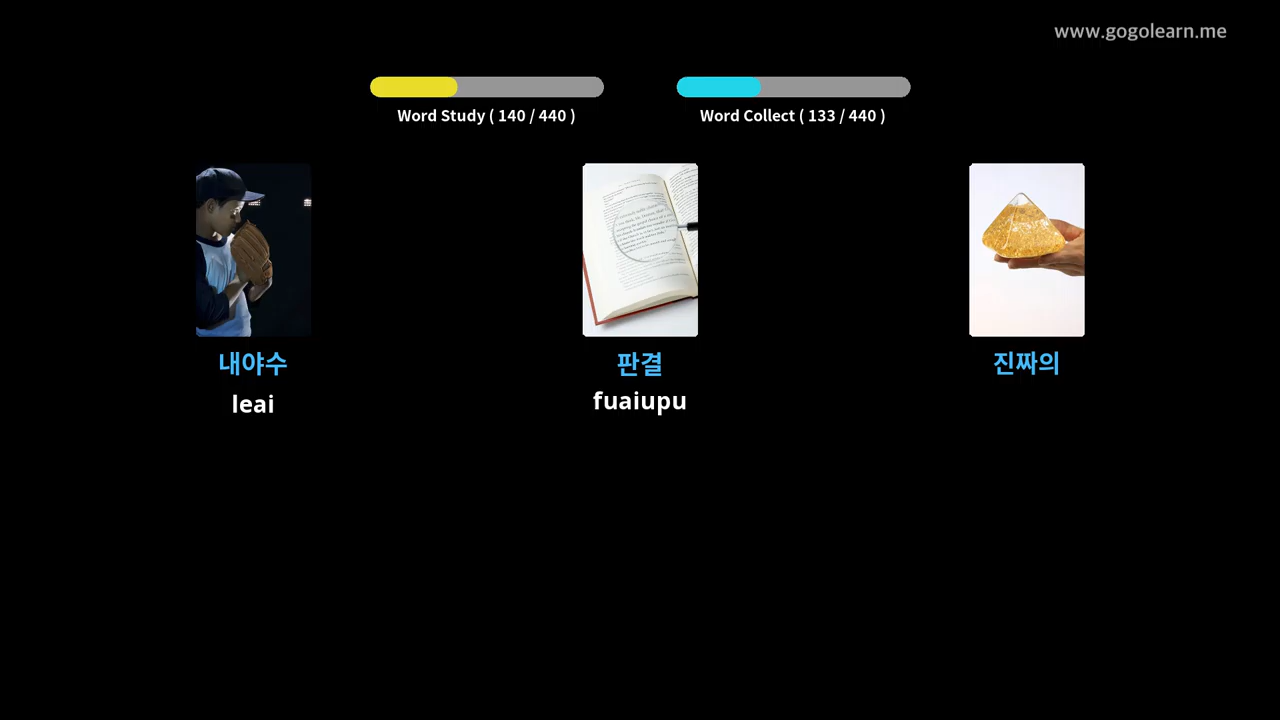 www.gogolearn.me
Word Study ( 140 / 440 )
Word Collect ( 133 / 440 )
내야수
판결
진짜의
leai
fuaiupu